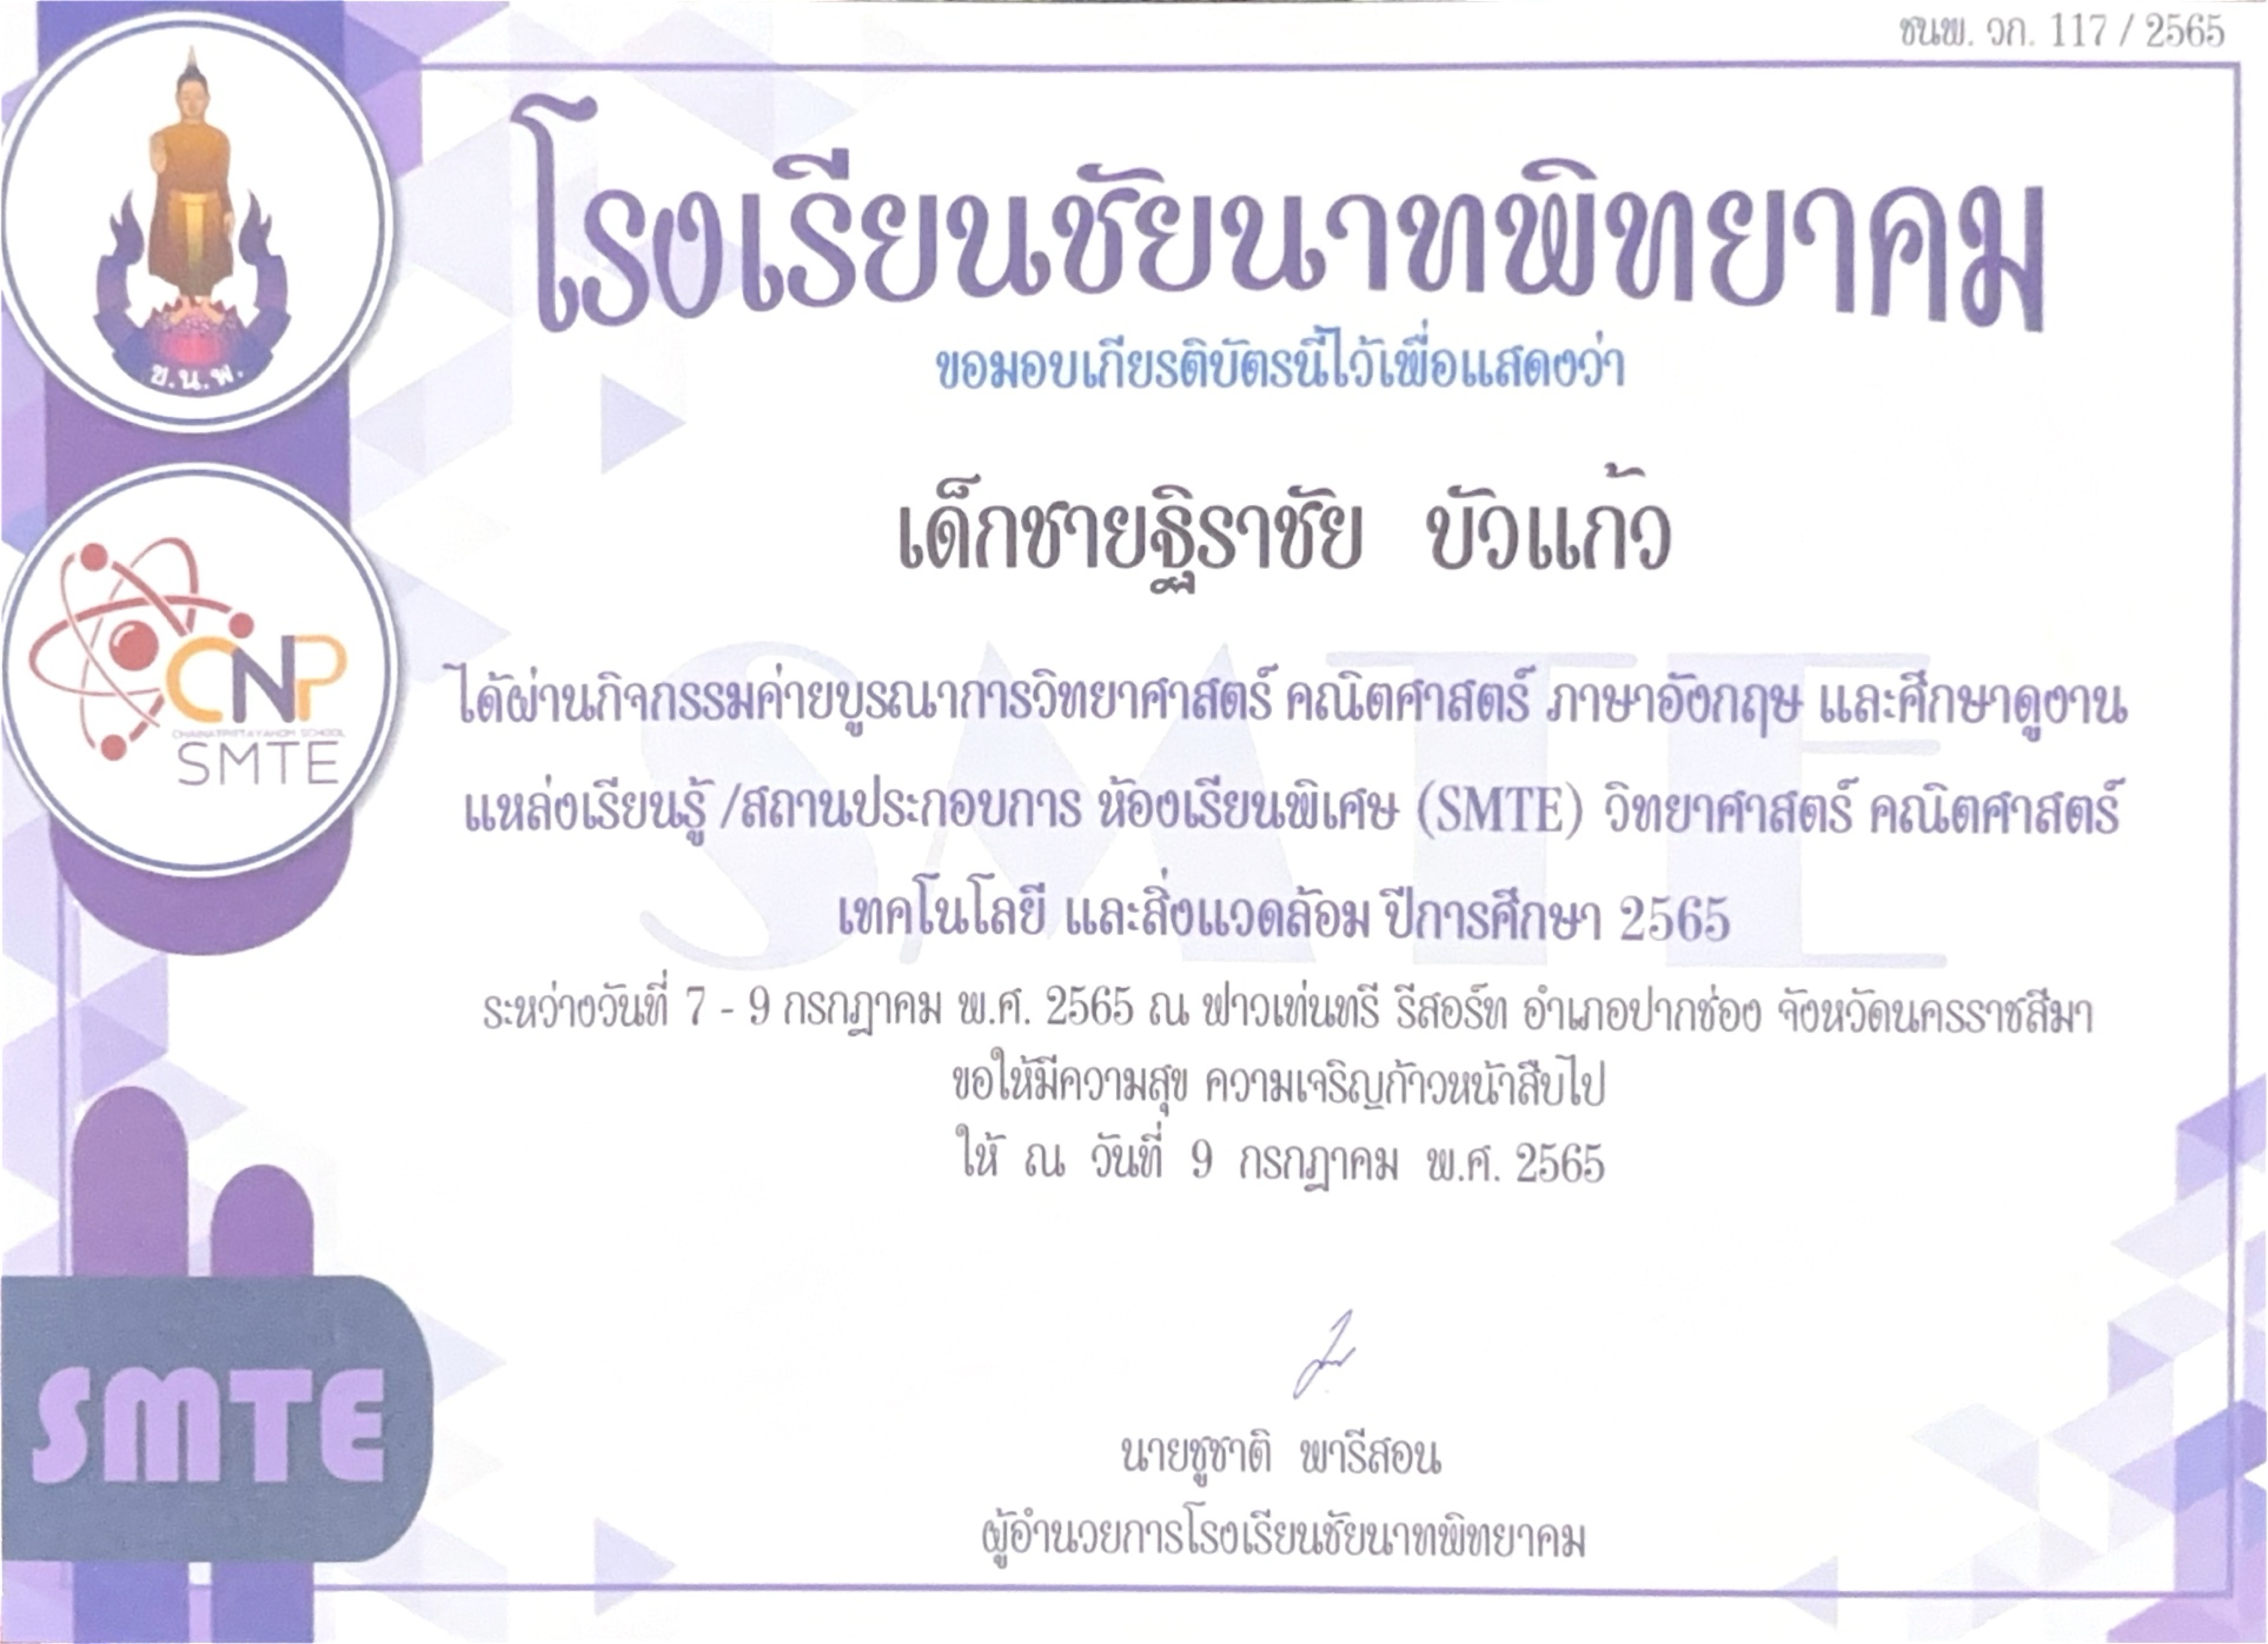 ชนพ. วก. 117 / 2565
โรงเรียนชัยนาทพิทยาคม
ขอมอบเกียรติบัตรนี้ไว้เพื่อแสดงว่า
เด็กชายฐิราชัย บัวแก้ว
ได้ผ่านกิจกรรมค่ายบูรณาการวิทยาศาสตร์ คณิตศาสตร์ ภาษาอังกฤษ และศึกษาดูงาน
แหล่งเรียนรู้ /สถานประกอบการ ห้องเรียนพิเศษ (SMTE) วิทยาศาสตร์ คณิตศาสตร์
เทคโนโลยี และสิ่งแวดล้อม ปีการศึกษา 2565
ระหว่างวันที่ 7 - 9 กรกฎาคม พ.ศ. 2565 ณ ฟาวเท่นทรี รีสอร์ท อำเภอปากช่อง จังหวัดนครราชสีมา
ขอให้มีความสุข ความเจริญก้าวหน้าสืบไป
ให้ ณ วันที่ 9 กรกฎาคม พ.ศ. 2565
นายชูชาติ พารีสอน
ผู้อำนวยการโรงเรียนชัยนาทพิทยาคม
ช.น.พ.
CNP
CHAINATPITTAYAKOM SCHOOL
SMTE
SMTE
SMTE